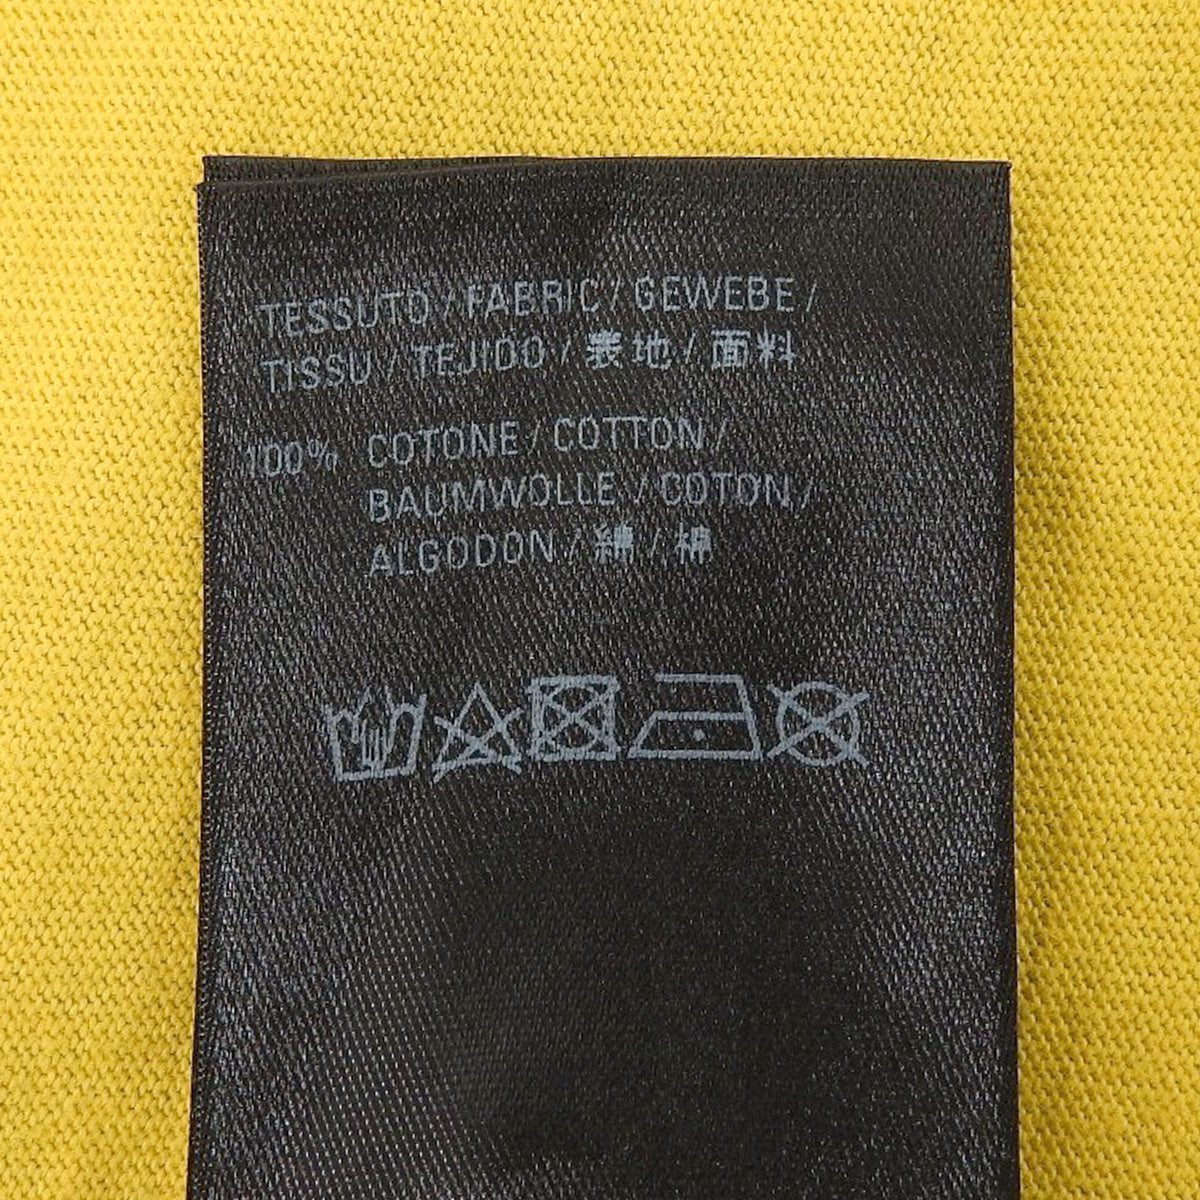 TESSUTO / FABRIC / GEWEBE /
TISSU / TEJIDO / 表地 / 面料
100% COTONE / COTTON /
BAUMWOLLE / COTON /
ALGODON / 綿 / 棉